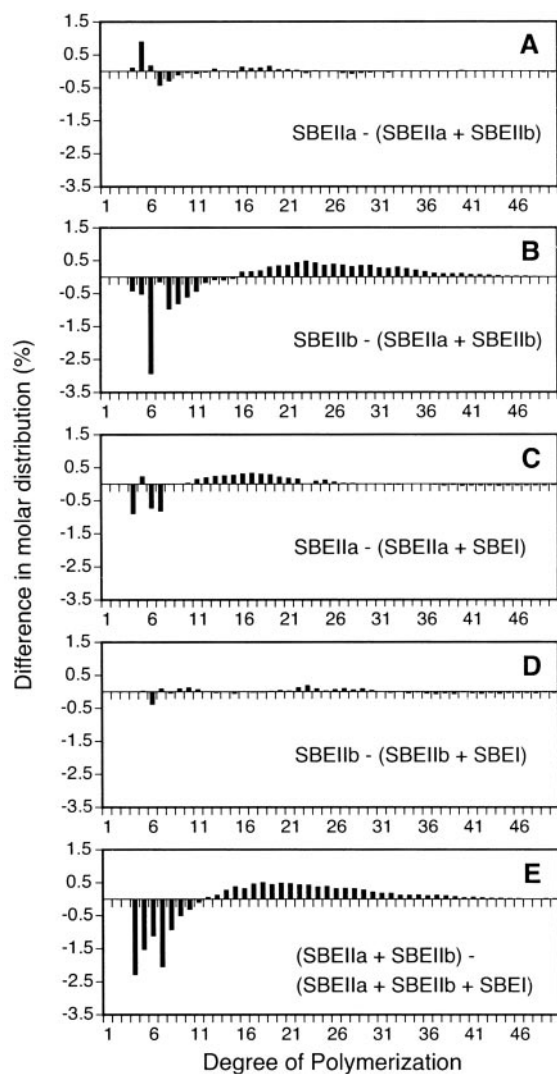 Difference in molar distribution (%)
1.5
0.5
-0.5
-1.5
-2.5
-3.5
A
SBEIIa - (SBEIIa + SBEIIb)
1 6 11 16 21 26 31 36 41 46
1.5
0.5
-0.5
-1.5
-2.5
-3.5
B
SBEIIb - (SBEIIa + SBEIIb)
1 6 11 16 21 26 31 36 41 46
1.5
0.5
-0.5
-1.5
-2.5
-3.5
C
SBEIIa - (SBEIIa + SBEI)
1 6 11 16 21 26 31 36 41 46
1.5
0.5
-0.5
-1.5
-2.5
-3.5
D
SBEIIb - (SBEIIb + SBEI)
1 6 11 16 21 26 31 36 41 46
1.5
0.5
-0.5
-1.5
-2.5
-3.5
E
(SBEIIa + SBEIIb) -
(SBEIIa + SBEIIb + SBEI)
1 6 11 16 21 26 31 36 41 46
Degree of Polymerization